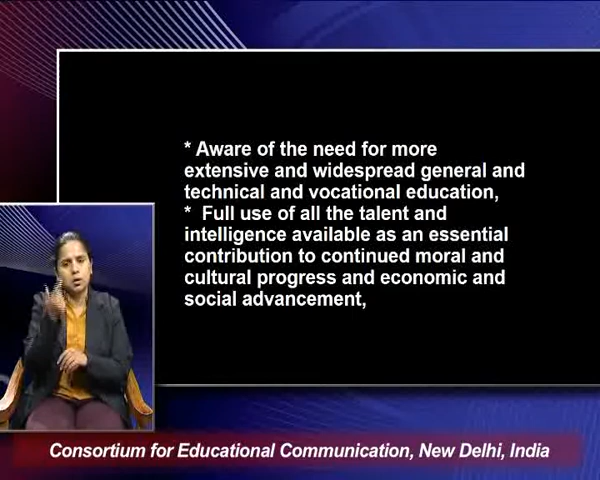 * Aware of the need for more
extensive and widespread general and
technical and vocational education,
* Full use of all the talent and
intelligence available as an essential
contribution to continued moral and
cultural progress and economic and
social advancement,
Consortium for Educational Communication, New Delhi, India